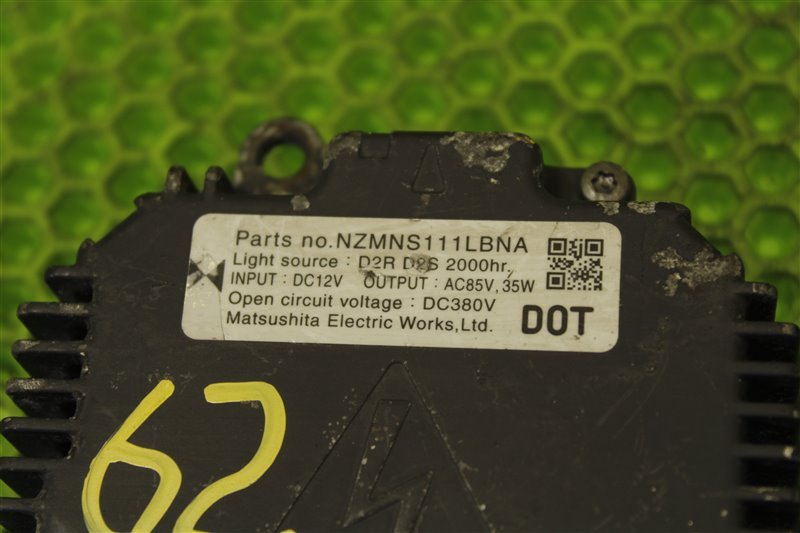 Parts no.NZMNS111LBNA
Light source : D2R D2S 2000hr.
INPUT : DC12V OUTPUT : AC85V, 35W
Open circuit voltage : DC380V
Matsushita Electric Works,Ltd.
DOT
62